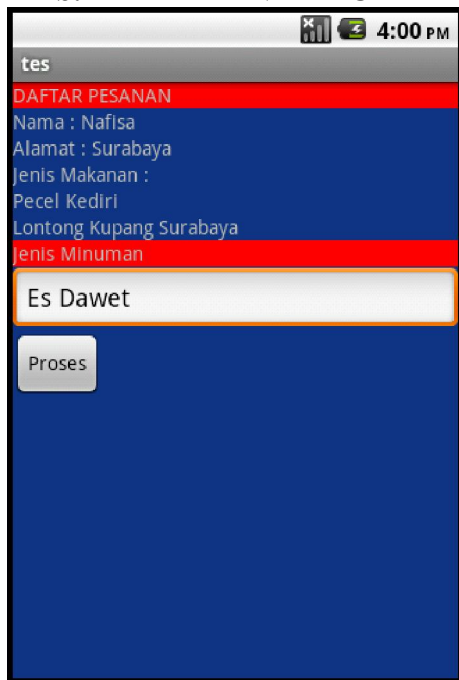 4:00 PM
tes
DAFTAR PESANAN
Nama : Nafisa
Alamat : Surabaya
Jenis Makanan :
Pecel Kediri
Lontong Kupang Surabaya
Jenis Minuman
Es Dawet
Proses